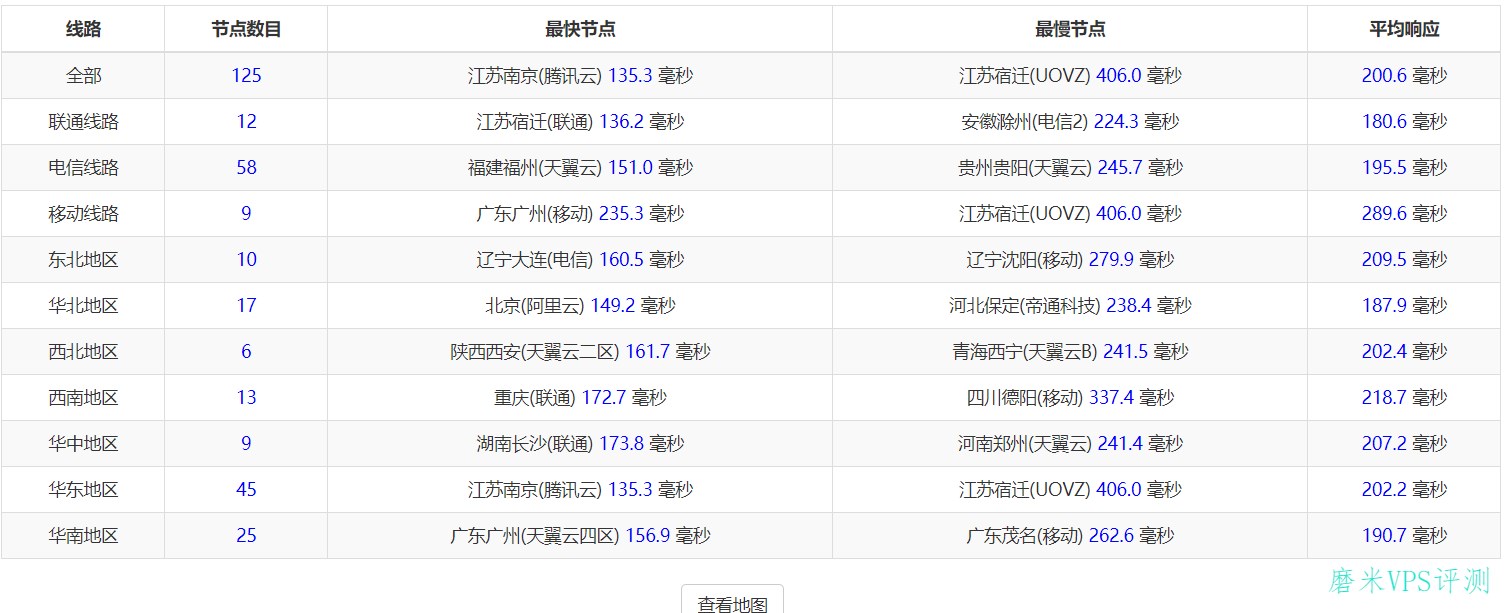 线路 节点数目 最快节点 最慢节点 平均响应
全部 125 江苏南京(腾讯云) 135.3 毫秒 江苏宿迁(UOVZ) 406.0 毫秒 200.6 毫秒
联通线路 12 江苏宿迁(联通) 136.2 毫秒 安徽滁州(电信2) 224.3 毫秒 180.6 毫秒
电信线路 58 福建福州(天翼云) 151.0 毫秒 贵州贵阳(天翼云) 245.7 毫秒 195.5 毫秒
移动线路 9 广东广州(移动) 235.3 毫秒 江苏宿迁(UOVZ) 406.0 毫秒 289.6 毫秒
东北地区 10 辽宁大连(电信) 160.5 毫秒 辽宁沈阳(移动) 279.9 毫秒 209.5 毫秒
华北地区 17 北京(阿里云) 149.2 毫秒 河北保定(帝通科技) 238.4 毫秒 187.9 毫秒
西北地区 6 陕西西安(天翼云二区) 161.7 毫秒 青海西宁(天翼云B) 241.5 毫秒 202.4 毫秒
西南地区 13 重庆(联通) 172.7 毫秒 四川德阳(移动) 337.4 毫秒 218.7 毫秒
华中地区 9 湖南长沙(联通) 173.8 毫秒 河南郑州(天翼云) 241.4 毫秒 207.2 毫秒
华东地区 45 江苏南京(腾讯云) 135.3 毫秒 江苏宿迁(UOVZ) 406.0 毫秒 202.2 毫秒
华南地区 25 广东广州(天翼云四区) 156.9 毫秒 广东茂名(移动) 262.6 毫秒 190.7 毫秒
磨米VPS评测
查看地图